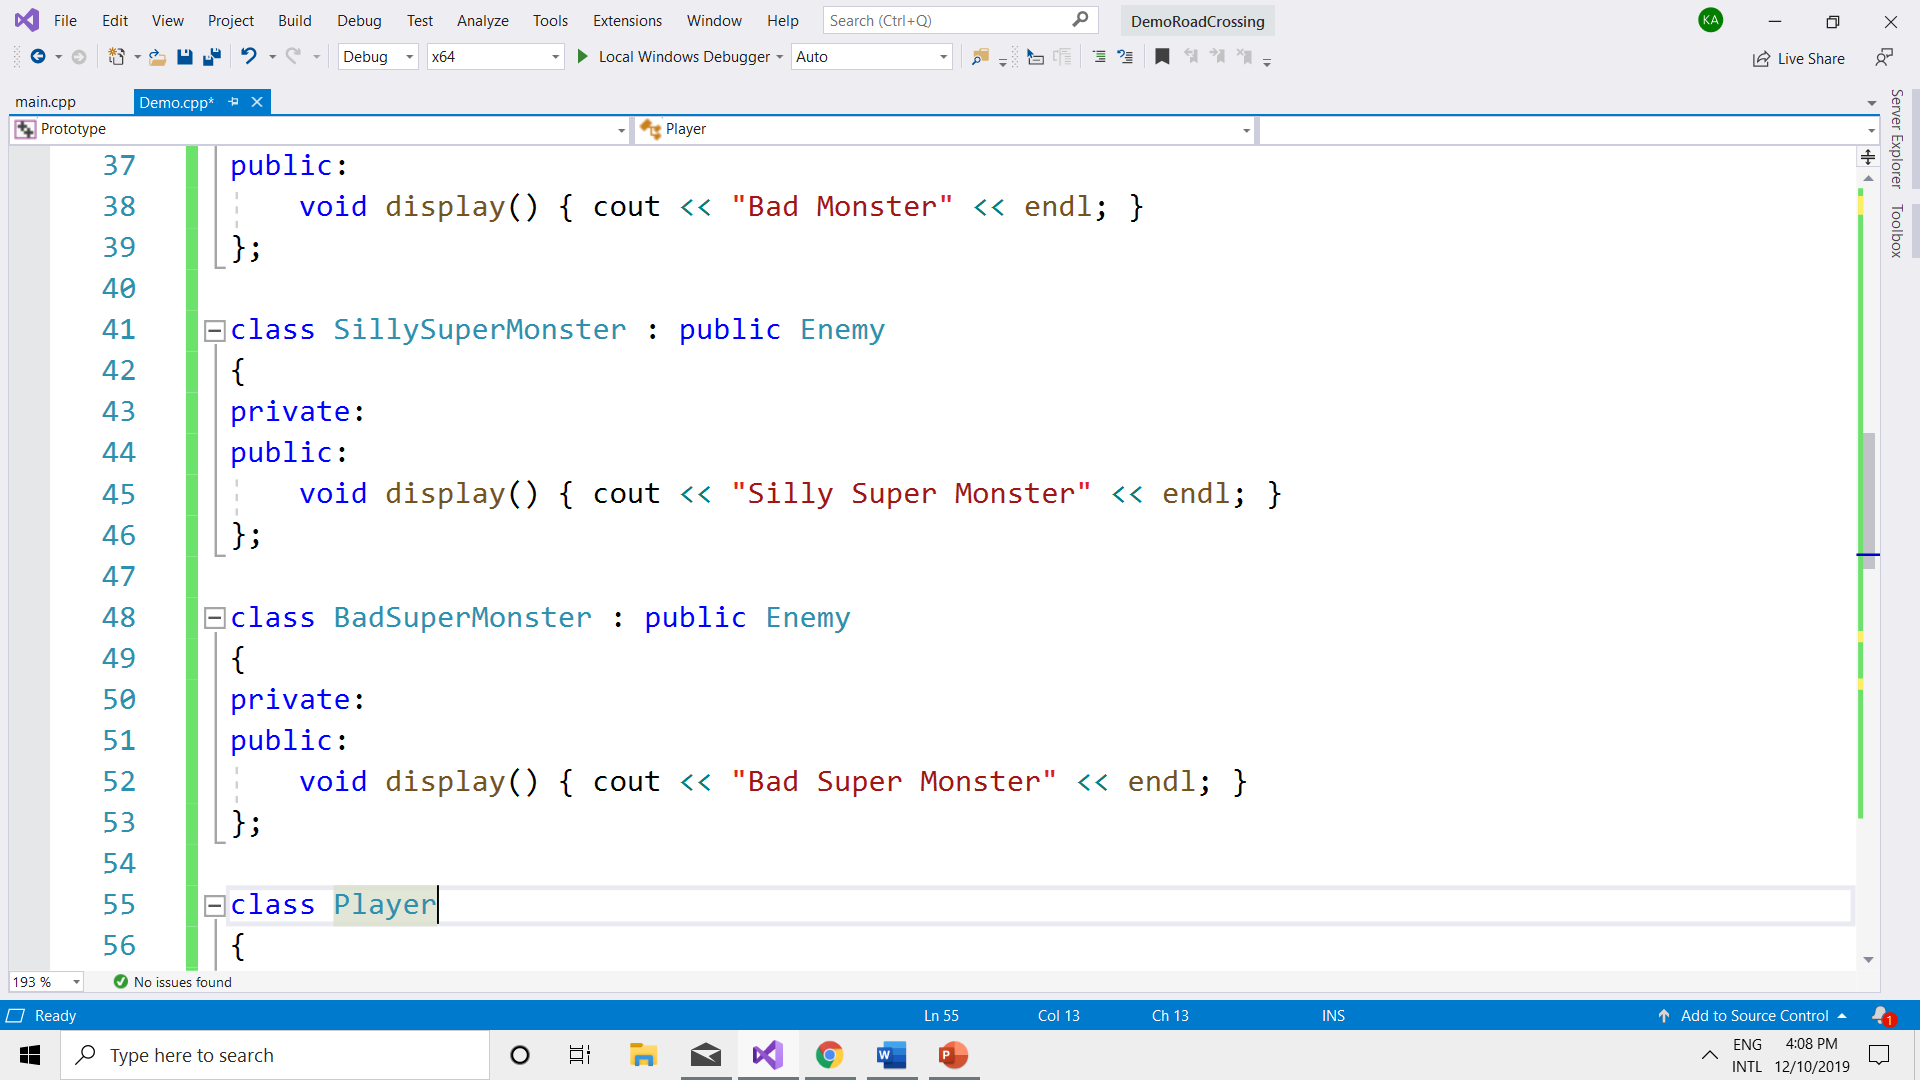 File Edit View Project Build Debug Test Analyze Tools Extensions Window Help Search (Ctrl+Q) DemoRoadCrossing KA
Debug x64 Local Windows Debugger Auto Live Share
main.cpp Demo.cpp*
Prototype Player
Server Explorer
Toolbox
37 public:
38 void display() { cout << "Bad Monster" << endl; }
39 };
40
41 class SillySuperMonster : public Enemy
42 {
43 private:
44 public:
45 void display() { cout << "Silly Super Monster" << endl; }
46 };
47
48 class BadSuperMonster : public Enemy
49 {
50 private:
51 public:
52 void display() { cout << "Bad Super Monster" << endl; }
53 };
54
55 class Player
56 {
193 % No issues found
Ready Ln 55 Col 13 Ch 13 INS Add to Source Control 1
Type here to search ENG 4:08 PM
INTL 12/10/2019